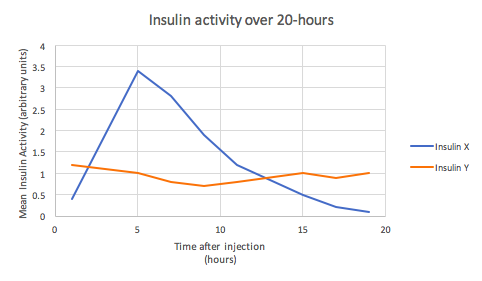 Insulin activity over 20-hours
Mean Insulin Activity (arbitrary units)
4
3.5
3
2.5
2
1.5
1
0.5
0
0
5
10
15
20
Time after injection
(hours)
Insulin X
Insulin Y